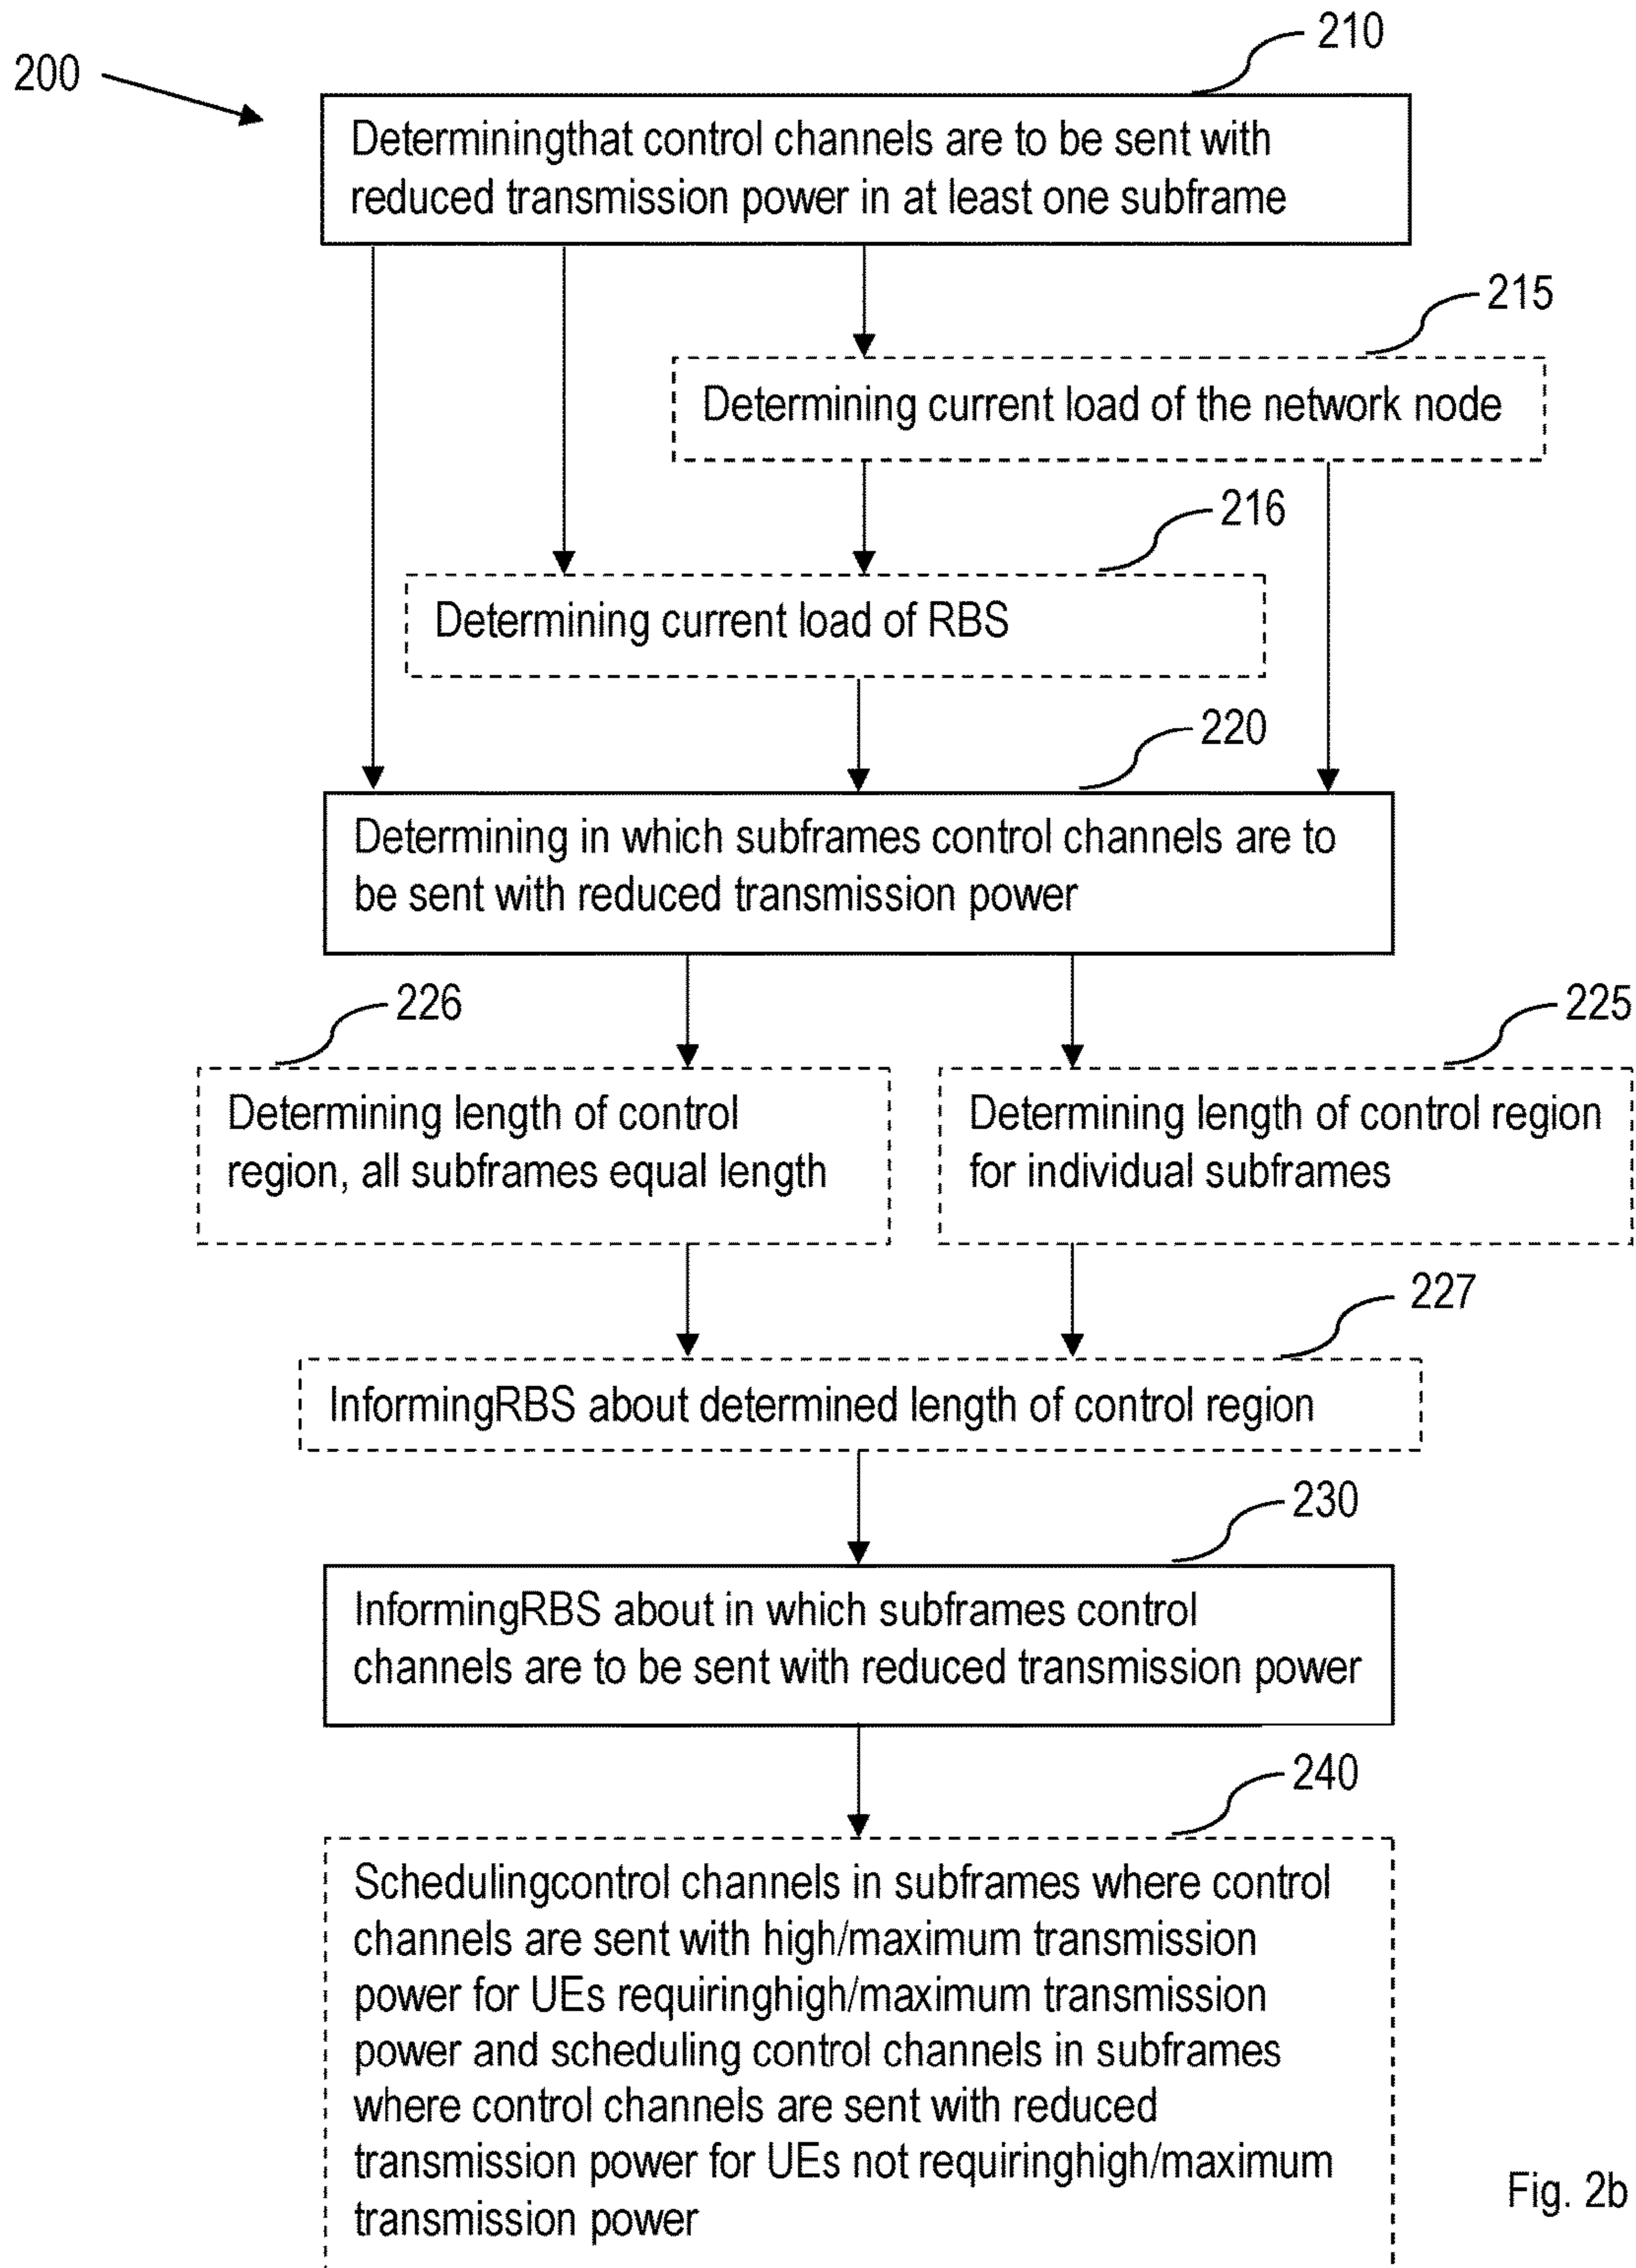 210
200
Determiningthat control channels are to be sent with
reduced transmission power in at least one subframe
215
Determining current load of the network node
216
Determining current load of RBS
220
Determining in which subframes control channels are to
be sent with reduced transmission power
226
225
Determining length of control
region, all subframes equal length
Determining length of control region
for individual subframes
227
InformingRBS about determined length of control region
230
InformingRBS about in which subframes control
channels are to be sent with reduced transmission power
240
Schedulingcontrol channels in subframes where control
channels are sent with high/maximum transmission
power for UEs requiringhigh/maximum transmission
power and scheduling control channels in subframes
where control channels are sent with reduced
transmission power for UEs not requiringhigh/maximum
transmission power
Fig. 2b